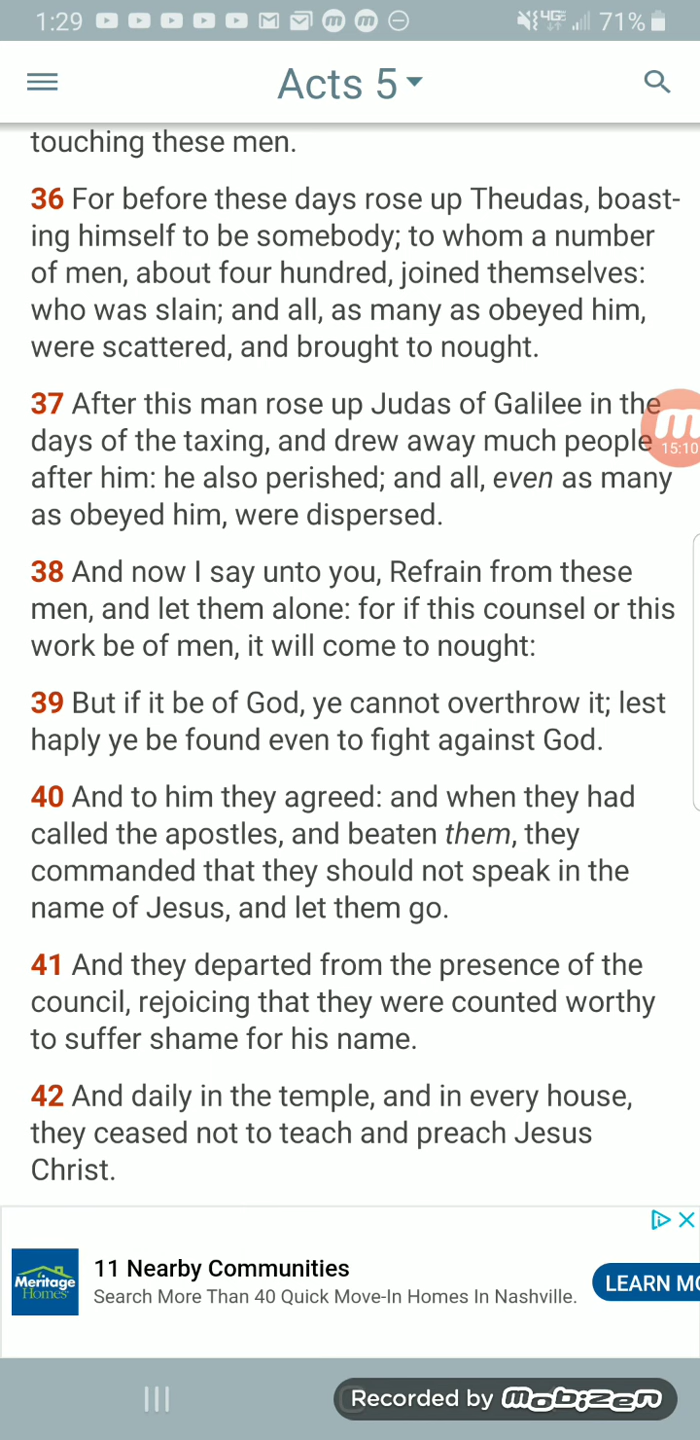 1:29 71%
Acts 5
touching these men.
36 For before these days rose up Theudas, boast-
ing himself to be somebody; to whom a number
of men, about four hundred, joined themselves:
who was slain; and all, as many as obeyed him,
were scattered, and brought to nought.
37 After this man rose up Judas of Galilee in the
days of the taxing, and drew away much people
15:10
after him: he also perished; and all, even as many
as obeyed him, were dispersed.
38 And now I say unto you, Refrain from these
men, and let them alone: for if this counsel or this
work be of men, it will come to nought:
39 But if it be of God, ye cannot overthrow it; lest
haply ye be found even to fight against God.
40 And to him they agreed: and when they had
called the apostles, and beaten them, they
commanded that they should not speak in the
name of Jesus, and let them go.
41 And they departed from the presence of the
council, rejoicing that they were counted worthy
to suffer shame for his name.
42 And daily in the temple, and in every house,
they ceased not to teach and preach Jesus
Christ.
Meritage
Homes
11 Nearby Communities
Search More Than 40 Quick Move-In Homes In Nashville.
LEARN MO
Recorded by Mobizen